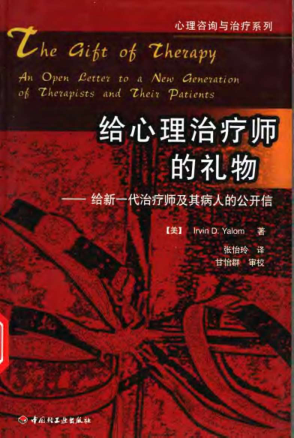 心理咨询与治疗系列
The Gift of Therapy
An Open Letter to a New Generation
of Therapists and Their Patients
给心理治疗师
的礼物
—— 给新一代治疗师及其病人的公开信
【美】 Irvin D. Yalom 著
张怡玲 译
甘怡群 审校
中国轻工业出版社